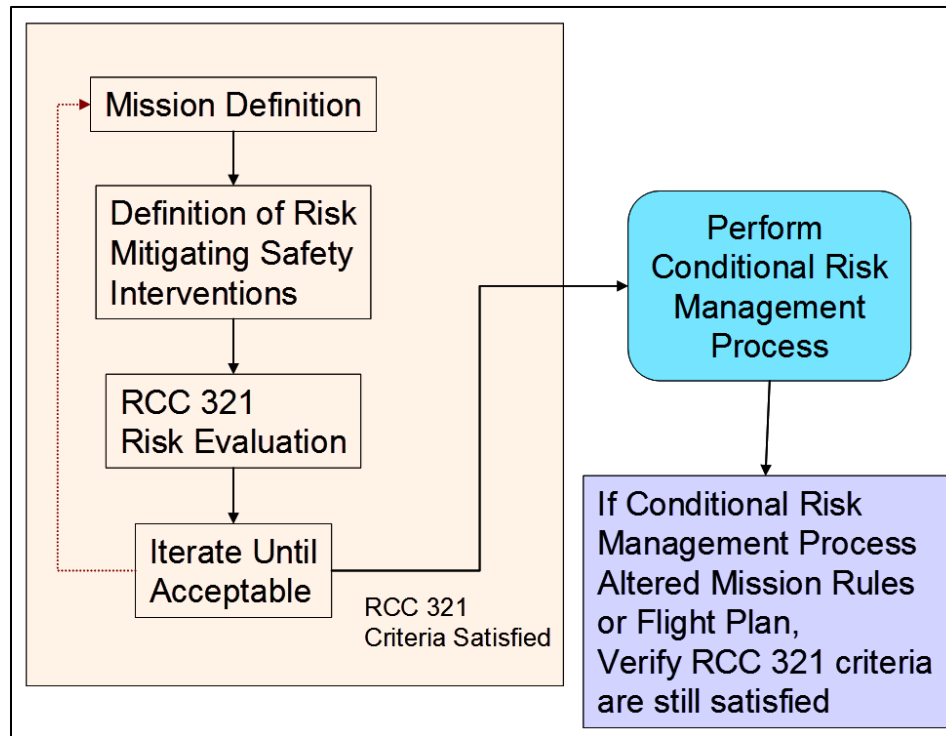 Mission Definition
Definition of Risk
Mitigating Safety
Interventions
RCC 321
Risk Evaluation
Iterate Until
Acceptable
RCC 321
Criteria Satisfied
Perform
Conditional Risk
Management
Process
If Conditional Risk
Management Process
Altered Mission Rules
or Flight Plan,
Verify RCC 321 criteria
are still satisfied